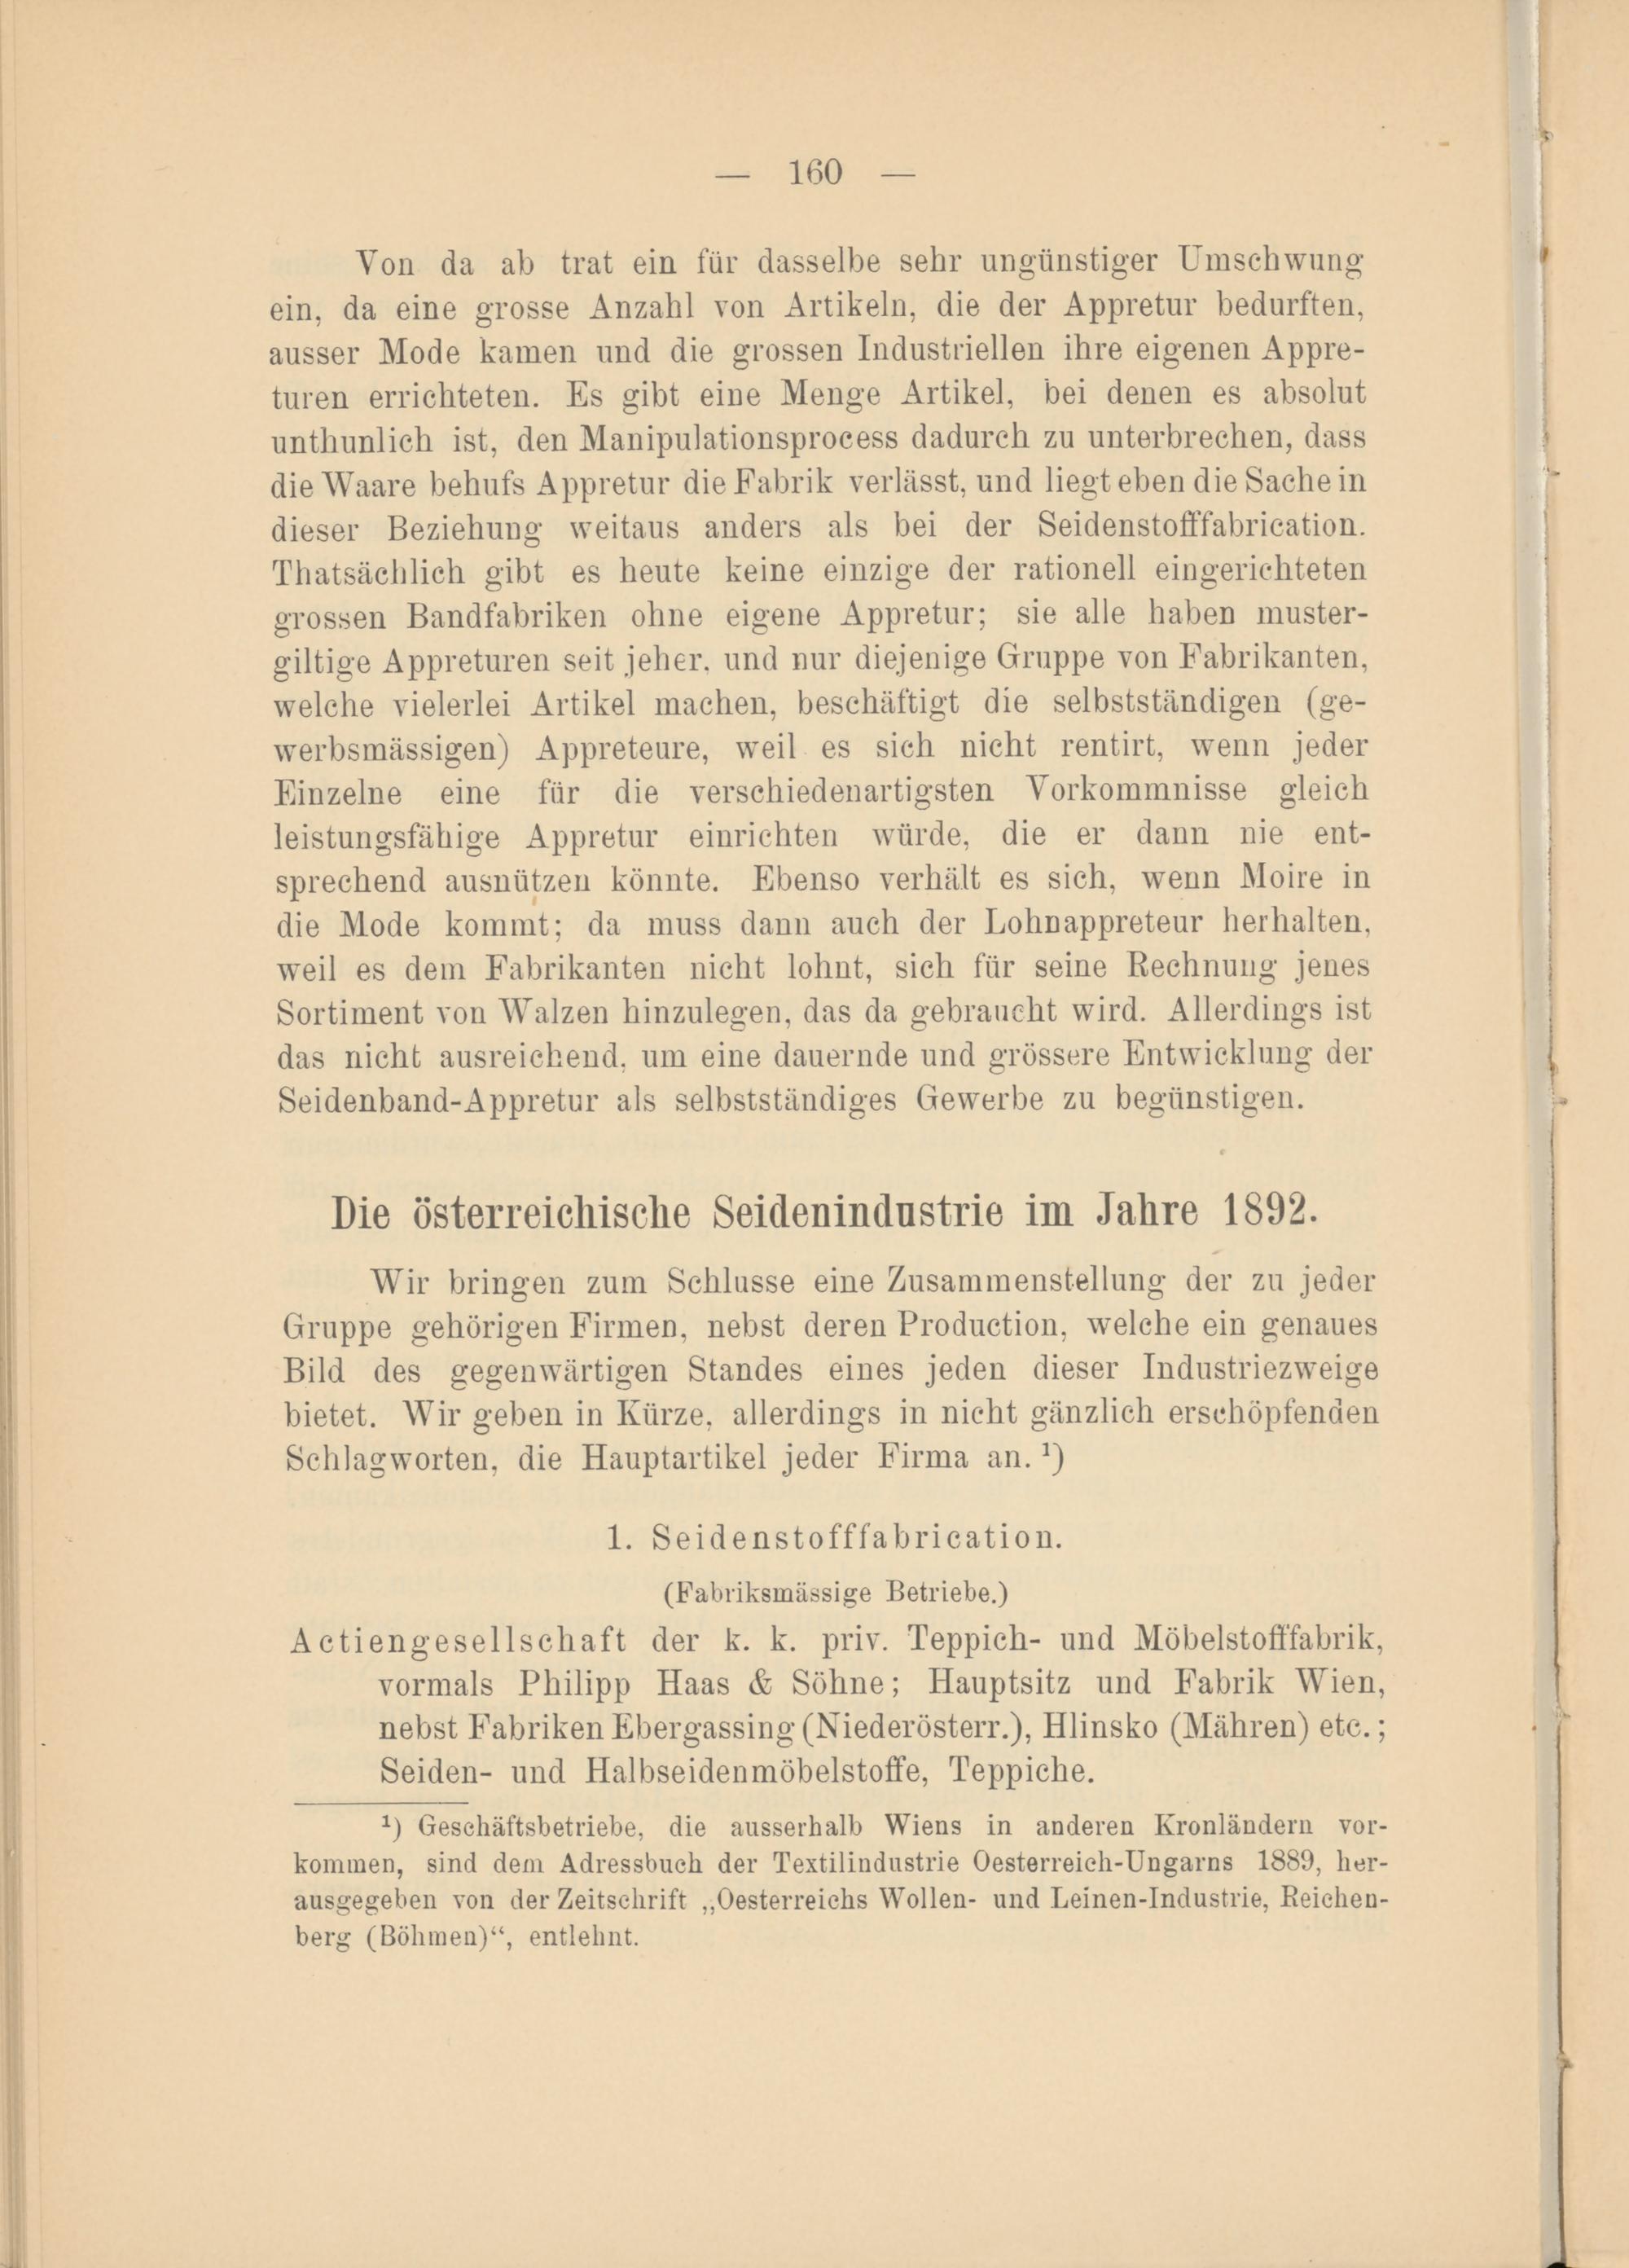 — 160 —
Von da ab trat ein für dasselbe sehr ungünstiger Umschwung
ein, da eine grosse Anzahl von Artikeln, die der Appretur bedurften,
ausser Mode kamen und die grossen Industriellen ihre eigenen Appre-
turen errichteten. Es gibt eine Menge Artikel, bei denen es absolut
unthunlich ist, den Manipulationsprocess dadurch zu unterbrechen, dass
die Waare behufs Appretur die Fabrik verlässt, und liegt eben die Sache in
dieser Beziehung weitaus anders als bei der Seidenstofffabrication.
Thatsächlich gibt es heute keine einzige der rationell eingerichteten
grossen Bandfabriken ohne eigene Appretur; sie alle haben muster-
giltige Appreturen seit jeher, und nur diejenige Gruppe von Fabrikanten,
welche vielerlei Artikel machen, beschäftigt die selbstständigen (ge-
werbsmässigen) Appreteure, weil es sich nicht rentirt, wenn jeder
Einzelne eine für die verschiedenartigsten Vorkommnisse gleich
leistungsfähige Appretur einrichten würde, die er dann nie ent-
sprechend ausnützen könnte. Ebenso verhält es sich, wenn Moire in
die Mode kommt; da muss dann auch der Lohnappreteur herhalten,
weil es dem Fabrikanten nicht lohnt, sich für seine Rechnung jenes
Sortiment von Walzen hinzulegen, das da gebraucht wird. Allerdings ist
das nicht ausreichend, um eine dauernde und grössere Entwicklung der
Seidenband-Appretur als selbstständiges Gewerbe zu begünstigen.
Die österreichische Seidenindustrie im Jahre 1892.
Wir bringen zum Schlusse eine Zusammenstellung der zu jeder
Gruppe gehörigen Firmen, nebst deren Production, welche ein genaues
Bild des gegenwärtigen Standes eines jeden dieser Industriezweige
bietet. Wir geben in Kürze, allerdings in nicht gänzlich erschöpfenden
Schlagworten, die Hauptartikel jeder Firma an. ¹)
1. Seidenstofffabrication.
(Fabriksmässige Betriebe.)
Actiengesellschaft der k. k. priv. Teppich- und Möbelstofffabrik,
vormals Philipp Haas & Söhne; Hauptsitz und Fabrik Wien,
nebst Fabriken Ebergassing (Niederösterr.), Hlinsko (Mähren) etc.;
Seiden- und Halbseidenmöbelstoffe, Teppiche.
¹) Geschäftsbetriebe, die ausserhalb Wiens in anderen Kronländern vor-
kommen, sind dem Adressbuch der Textilindustrie Oesterreich-Ungarns 1889, her-
ausgegeben von der Zeitschrift „Oesterreichs Wollen- und Leinen-Industrie, Reichen-
berg (Böhmen)“, entlehnt.